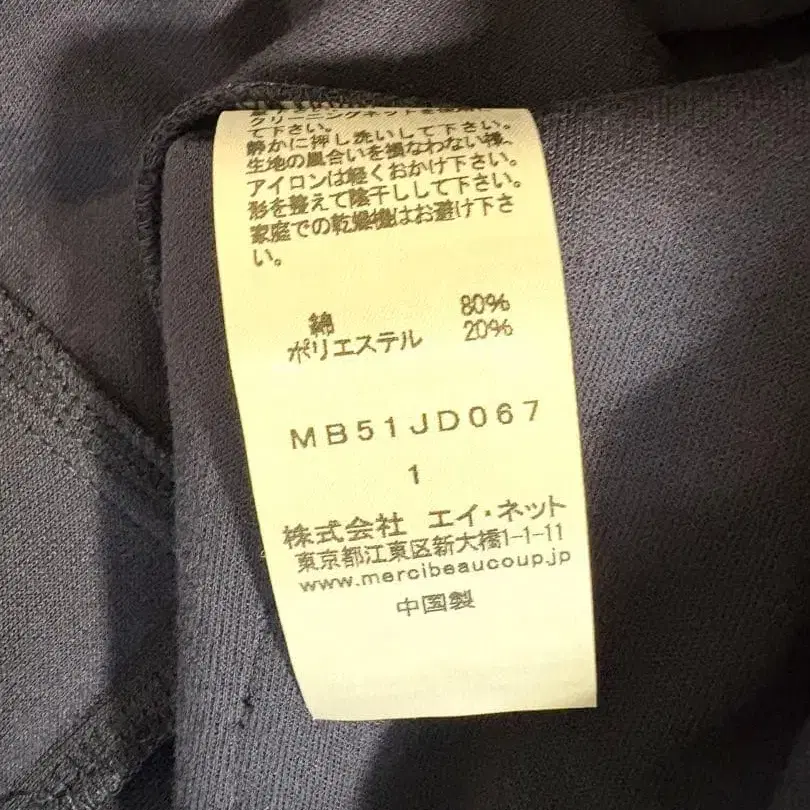 クリーニングネットを
て下さい。
静かに押し洗いして下さい。
生地の風合いを損なわない様、
アイロンは軽くおかけ下さい。
形を整えて陰干しして下さい。
家庭での乾燥機はお避け下さ
い。
綿 80%
ポリエステル 20%
MB51JD067
1
株式会社 エイ・ネット
東京都江東区新大橋1-1-11
www.mercibeaucoup.jp
中国製